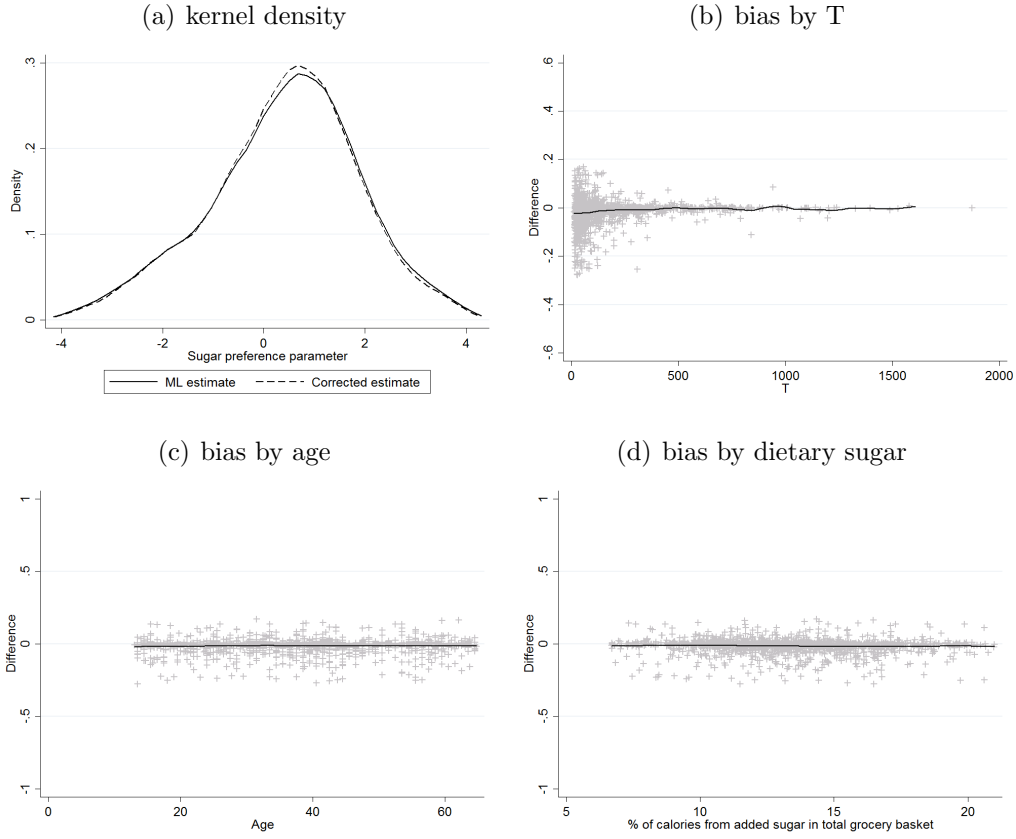 (a) kernel density
.3
.2
.1
0
Density
-4
-2
0
2
4
Sugar preference parameter
ML estimate
Corrected estimate
(b) bias by T
.6
.4
.2
0
-.2
-.4
-.6
Difference
0
500
1000
1500
2000
T
(c) bias by age
1
.5
0
-.5
-1
Difference
0
20
40
60
Age
(d) bias by dietary sugar
1
.5
0
-.5
-1
Difference
5
10
15
20
% of calories from added sugar in total grocery basket